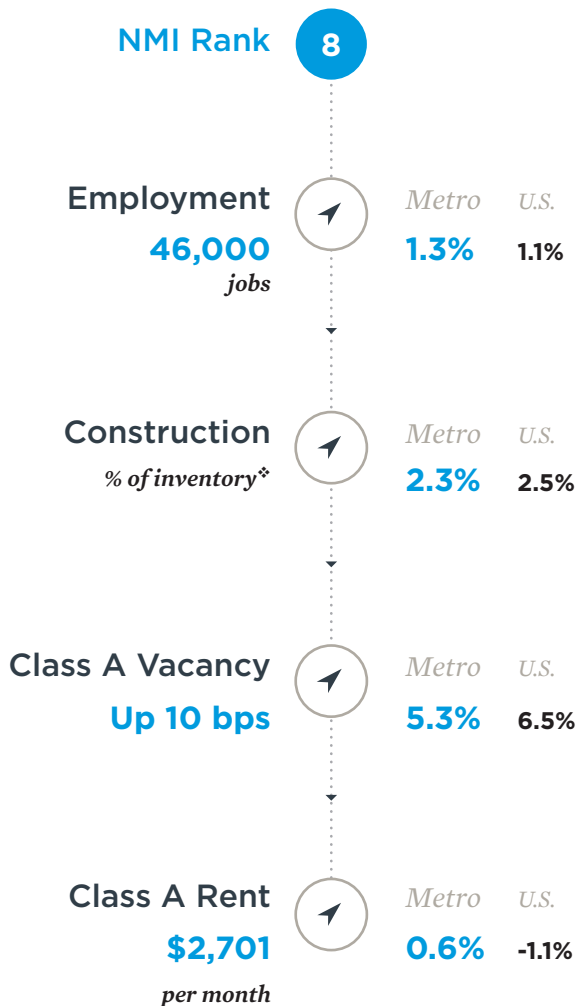 NMI Rank 8
Employment Metro U.S.
46,000 1.3% 1.1%
jobs
Construction Metro U.S.
% of inventory❖ 2.3% 2.5%
Class A Vacancy Metro U.S.
Up 10 bps 5.3% 6.5%
Class A Rent Metro U.S.
$2,701 0.6% -1.1%
per month